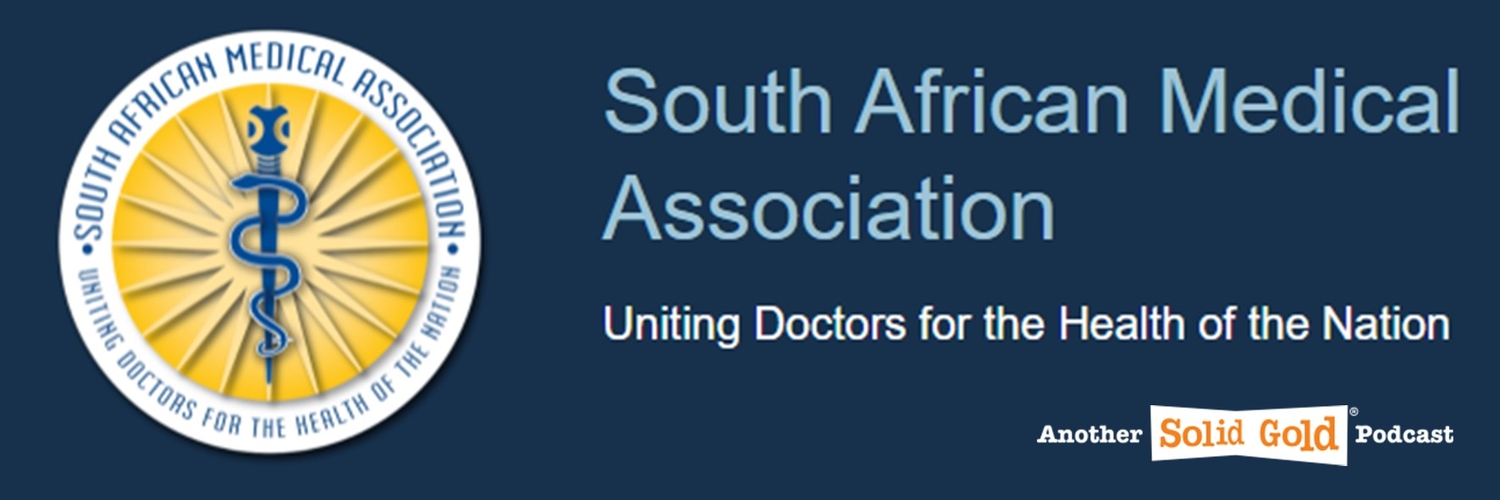 •SOUTH AFRICAN MEDICAL ASSOCIATION•
UNITING DOCTORS FOR THE HEALTH OF THE NATION
South African Medical
Association
Uniting Doctors for the Health of the Nation
Another Solid Gold® Podcast